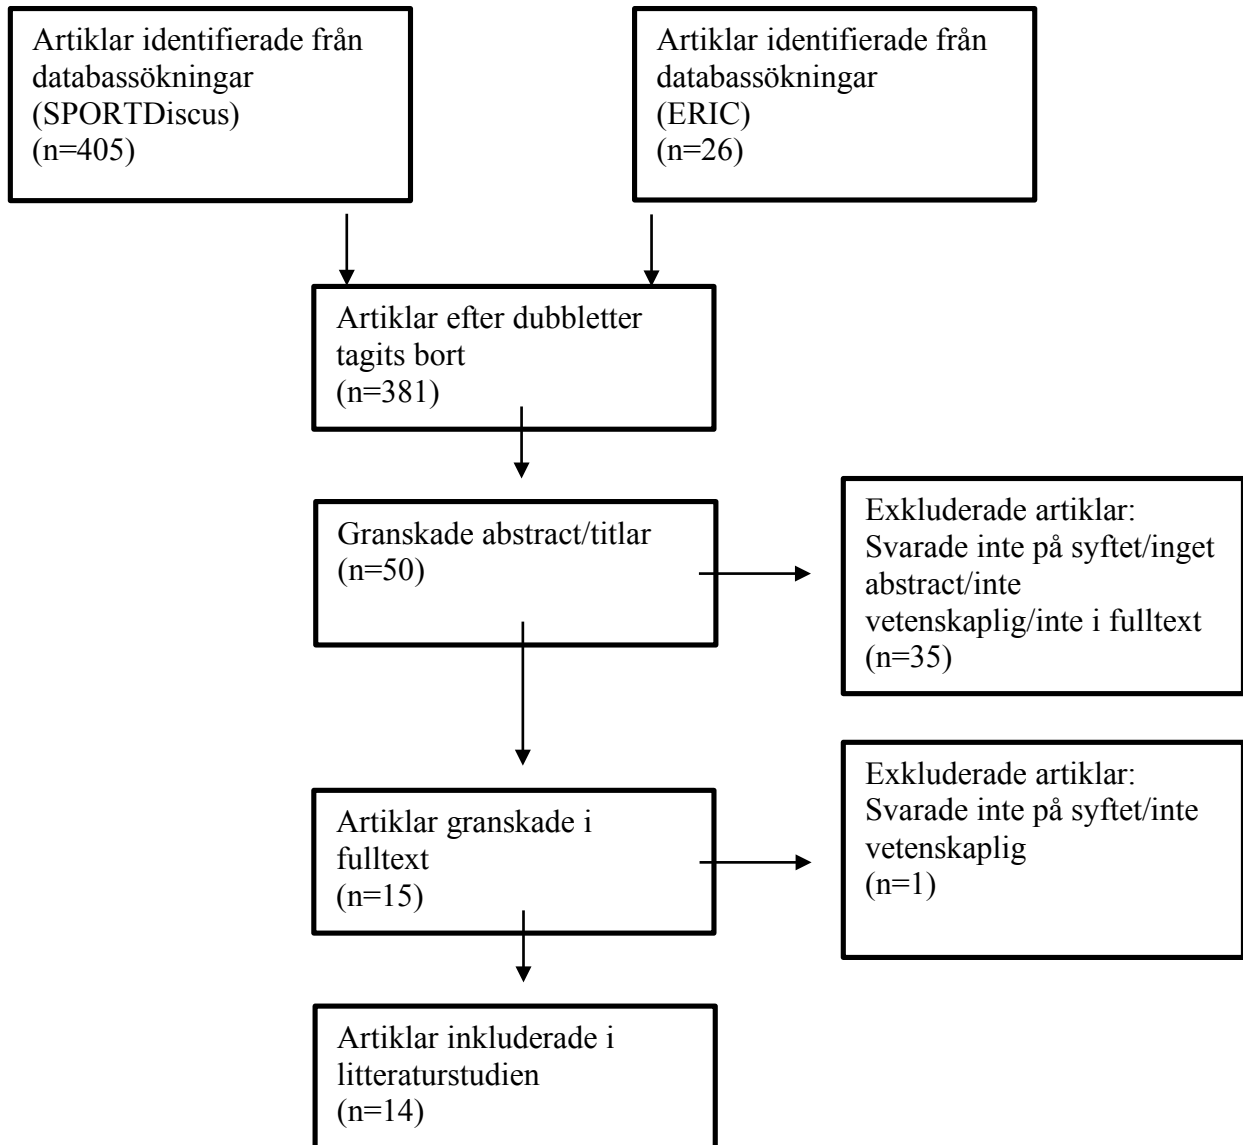 Artiklar identifierade från
databassökningar
(SPORTDiscus)
(n=405)
Artiklar identifierade från
databassökningar
(ERIC)
(n=26)
Artiklar efter dubbletter
tagits bort
(n=381)
Granskade abstract/titlar
(n=50)
Exkluderade artiklar:
Svarade inte på syftet/inget
abstract/inte
vetenskaplig/inte i fulltext
(n=35)
Artiklar granskade i
fulltext
(n=15)
Exkluderade artiklar:
Svarade inte på syftet/inte
vetenskaplig
(n=1)
Artiklar inkluderade i
litteraturstudien
(n=14)